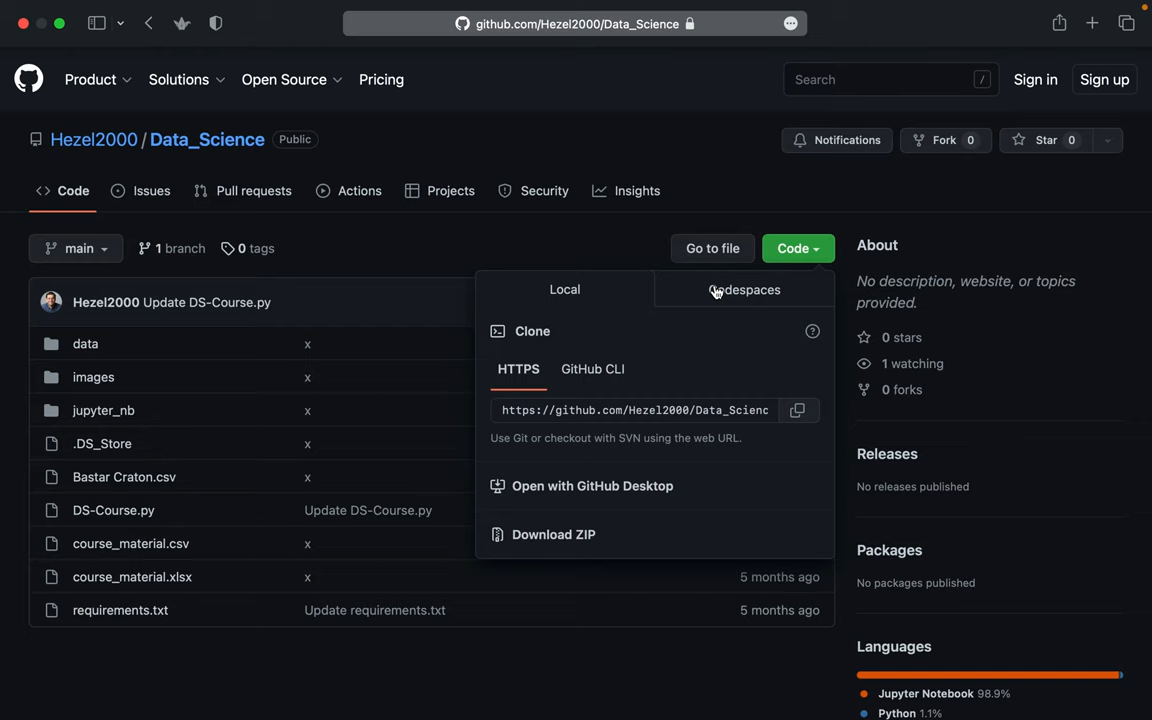 github.com/Hezel2000/Data_Science
Product
Solutions
Open Source
Pricing
Search
/
Sign in
Sign up
Hezel2000 / Data_Science
Public
Notifications
Fork 0
Star 0
Code
Issues
Pull requests
Actions
Projects
Security
Insights
main
1 branch
0 tags
Go to file
Code
Hezel2000 Update DS-Course.py
data x
images x
jupyter_nb x
.DS_Store x
Bastar Craton.csv x
DS-Course.py Update DS-Course.py
course_material.csv x
course_material.xlsx x 5 months ago
requirements.txt Update requirements.txt 5 months ago
Local
Codespaces
Clone
?
HTTPS
GitHub CLI
https://github.com/Hezel2000/Data_Scienc
Use Git or checkout with SVN using the web URL.
Open with GitHub Desktop
Download ZIP
About
No description, website, or topics
provided.
0 stars
1 watching
0 forks
Releases
No releases published
Packages
No packages published
Languages
Jupyter Notebook 98.9%
Python 1.1%